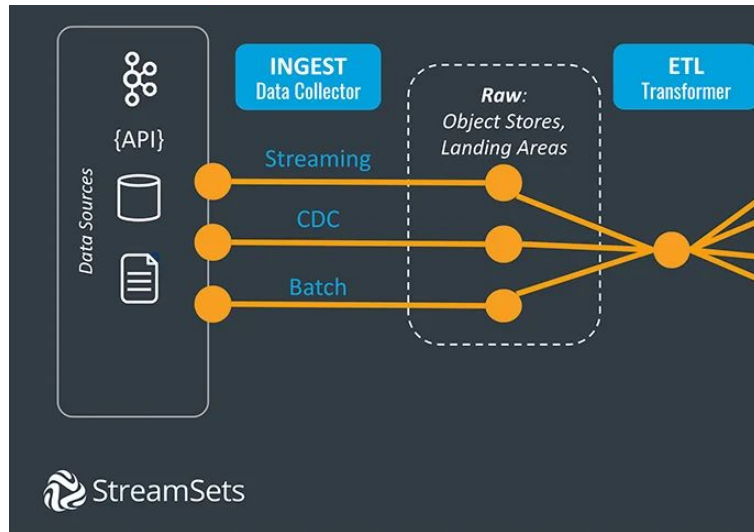 {API}
Data Sources
INGEST
Data Collector
Streaming
CDC
Batch
Raw:
Object Stores,
Landing Areas
ETL
Transformer
StreamSets